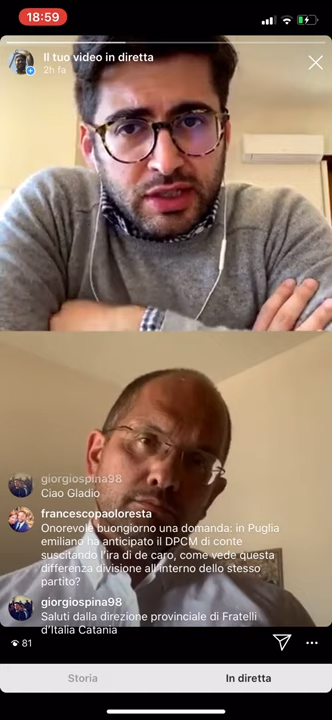 18:59
Il tuo video in diretta
2h fa
giorgiospina98
Ciao Gladio
francescopaoloresta
Onorevole buongiorno una domanda: in Puglia
emiliano ha anticipato il DPCM di conte
suscitando l'ira di de caro, come vede questa
differenza divisione all'interno dello stesso
partito?
giorgiospina98
Saluti dalla direzione provinciale di Fratelli
d'Italia Catania
81
Storia
In diretta